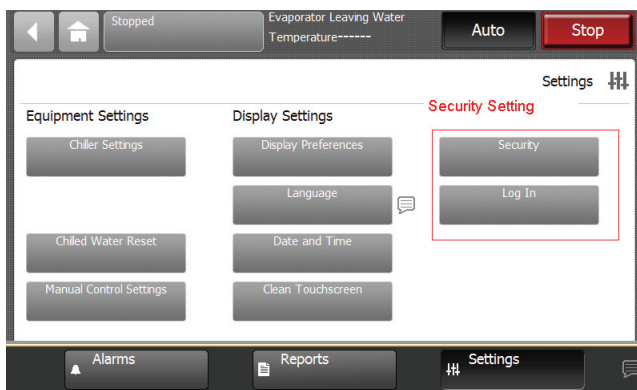 Stopped
Evaporator Leaving Water
Temperature------
Auto
Stop
Settings
Equipment Settings
Display Settings
Security Setting
Chiller Settings
Display Preferences
Security
Language
Log In
Chilled Water Reset
Date and Time
Manual Control Settings
Clean Touchscreen
Alarms
Reports
Settings